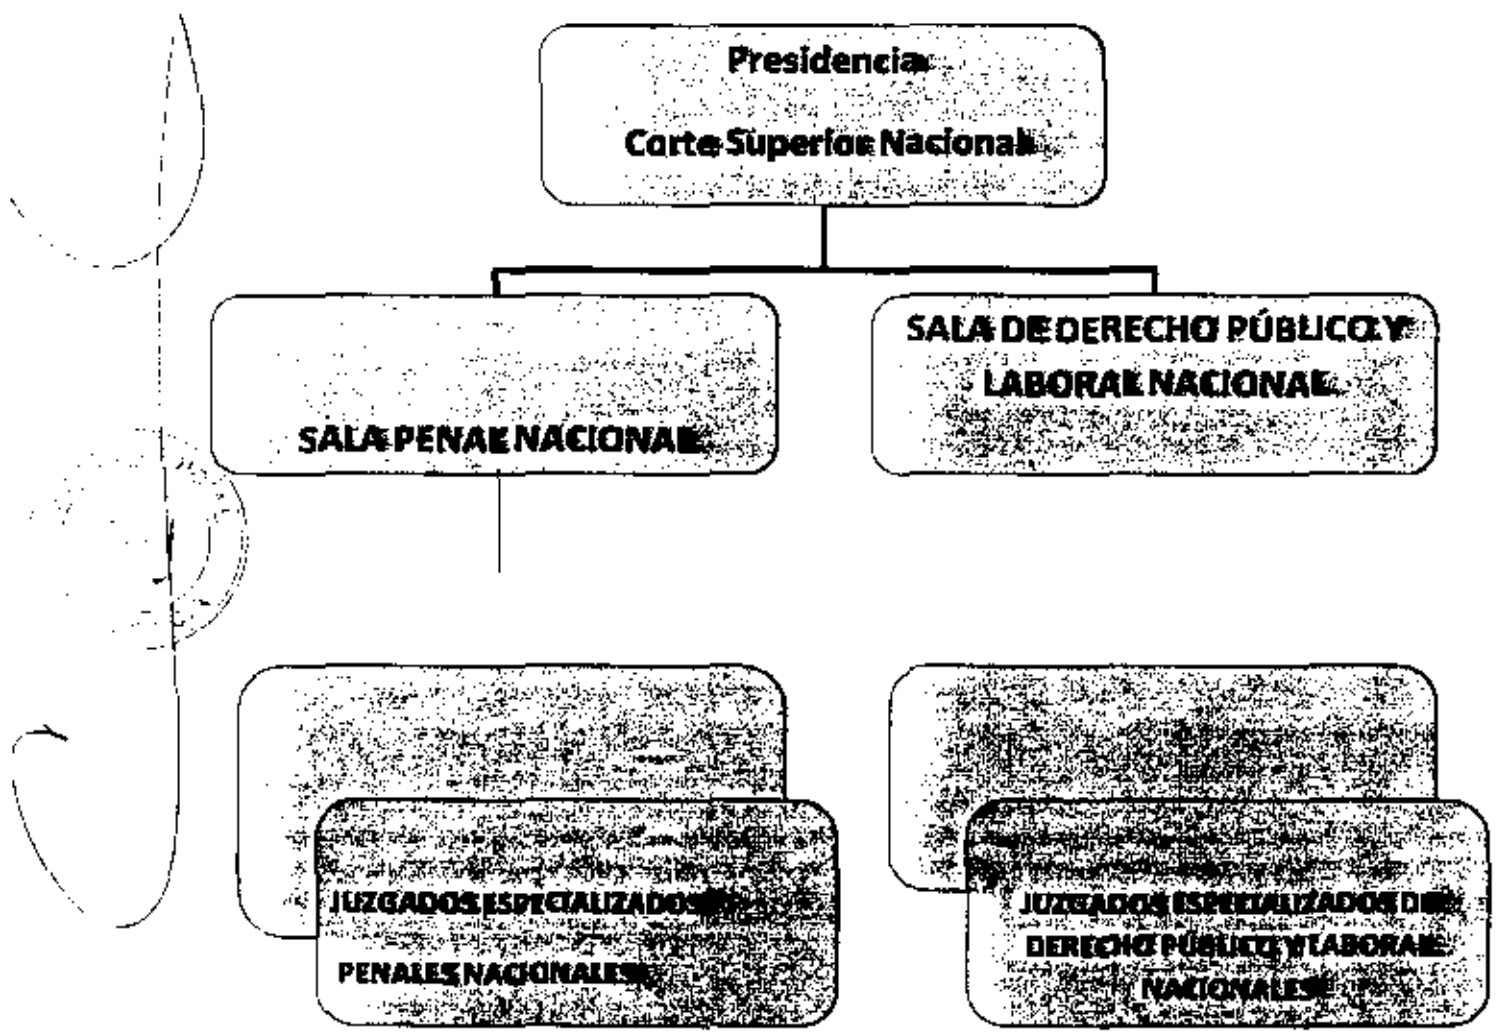 Presidencia
Corte Superior Nacional
SALA PENAL NACIONAL
SALA DE DERECHO PÚBLICO Y
LABORAL NACIONAL
JUZGADOS ESPECIALIZADOS
PENALES NACIONALES
JUZGADOS ESPECIALIZADOS DE
DERECHO PÚBLICO Y LABORAL
NACIONALES